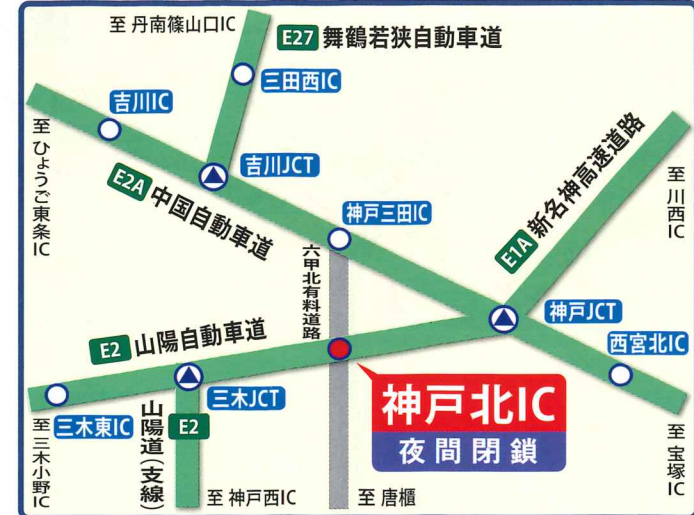 至 丹南篠山口IC
E27 舞鶴若狭自動車道
三田西IC
吉川IC
吉川JCT
至 ひょうご東条IC
E2A 中国自動車道
神戸三田IC
E1A 新名神高速道路
至 川西IC
六甲北有料道路
神戸JCT
西宮北IC
E2 山陽自動車道
三木JCT
三木東IC
神戸北IC
夜間閉鎖
E2
山陽道(支線)
至 三木小野IC
至 神戸西IC
至 唐櫃
至 宝塚IC